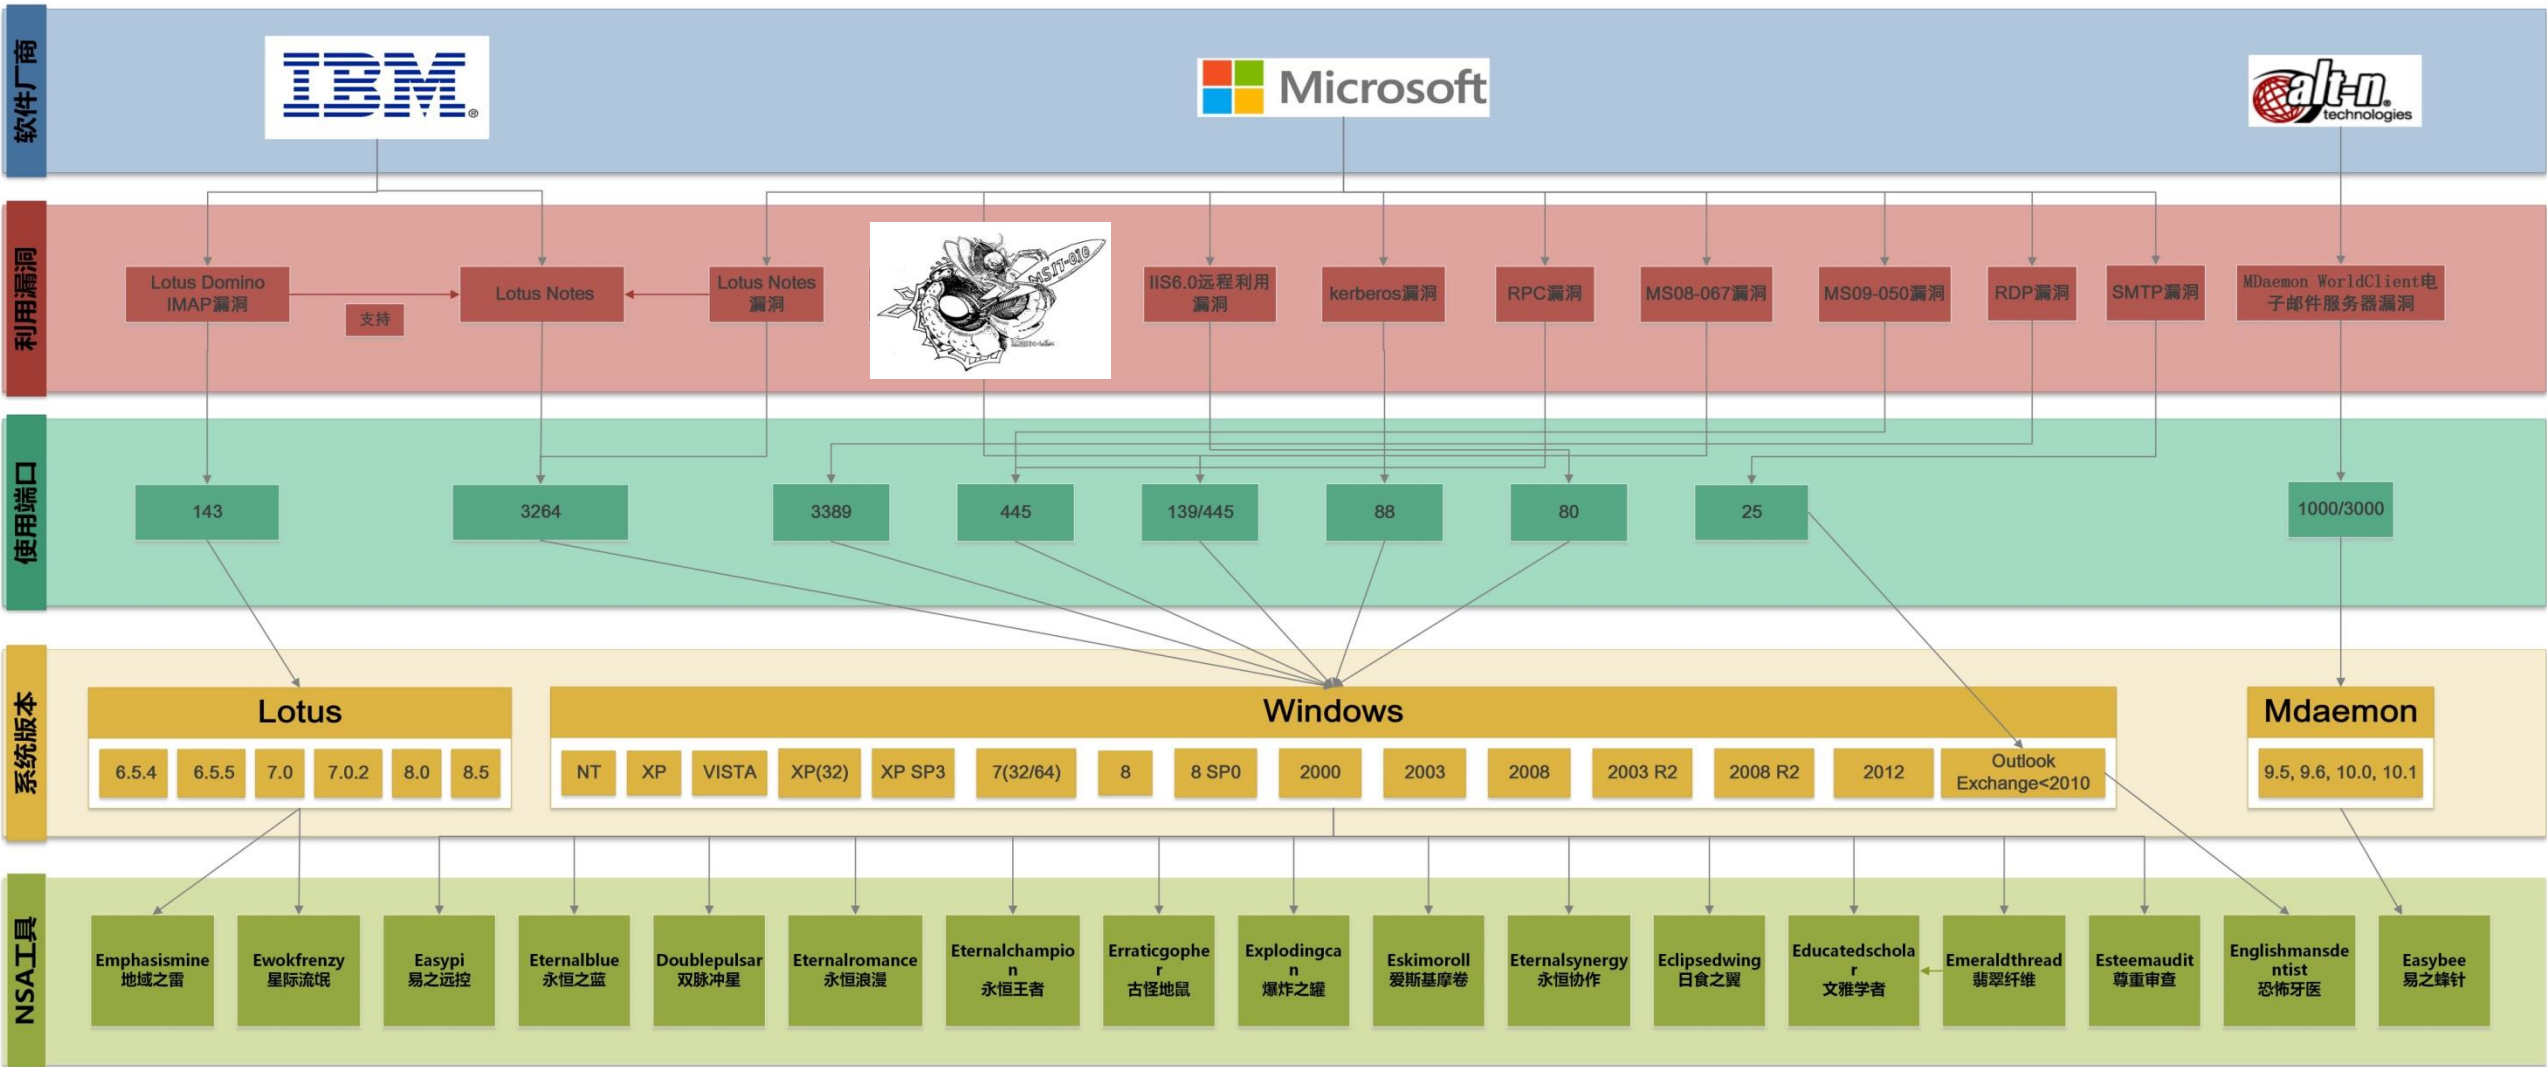 软件厂商
IBM®
Microsoft
alt-n®
technologies
利用漏洞
Lotus Domino
IMAP漏洞
支持
Lotus Notes
Lotus Notes
漏洞
MS17-010
IIS6.0远程利用
漏洞
kerberos漏洞
RPC漏洞
MS08-067漏洞
MS09-050漏洞
RDP漏洞
SMTP漏洞
MDaemon WorldClient电
子邮件服务器漏洞
使用端口
143
3264
3389
445
139/445
88
80
25
1000/3000
系统版本
Lotus
6.5.4
6.5.5
7.0
7.0.2
8.0
8.5
Windows
NT
XP
VISTA
XP(32)
XP SP3
7(32/64)
8
8 SP0
2000
2003
2008
2003 R2
2008 R2
2012
Outlook
Exchange<2010
Mdaemon
9.5, 9.6, 10.0, 10.1
NSA工具
Emphasismine
地域之雷
Ewokfrenzy
星际流氓
Easypi
易之远控
Eternalblue
永恒之蓝
Doublepulsar
双脉冲星
Eternalromance
永恒浪漫
Eternalchampio
n
永恒王者
Erraticgophe
r
古怪地鼠
Explodingca
n
爆炸之罐
Eskimoroll
爱斯基摩卷
Eternalsynergy
永恒协作
Eclipsedwing
日食之翼
Educatedschola
r
文雅学者
Emeraldthread
翡翠纤维
Esteemaudit
尊重审查
Englishmansde
ntist
恐怖牙医
Easybee
易之蜂针